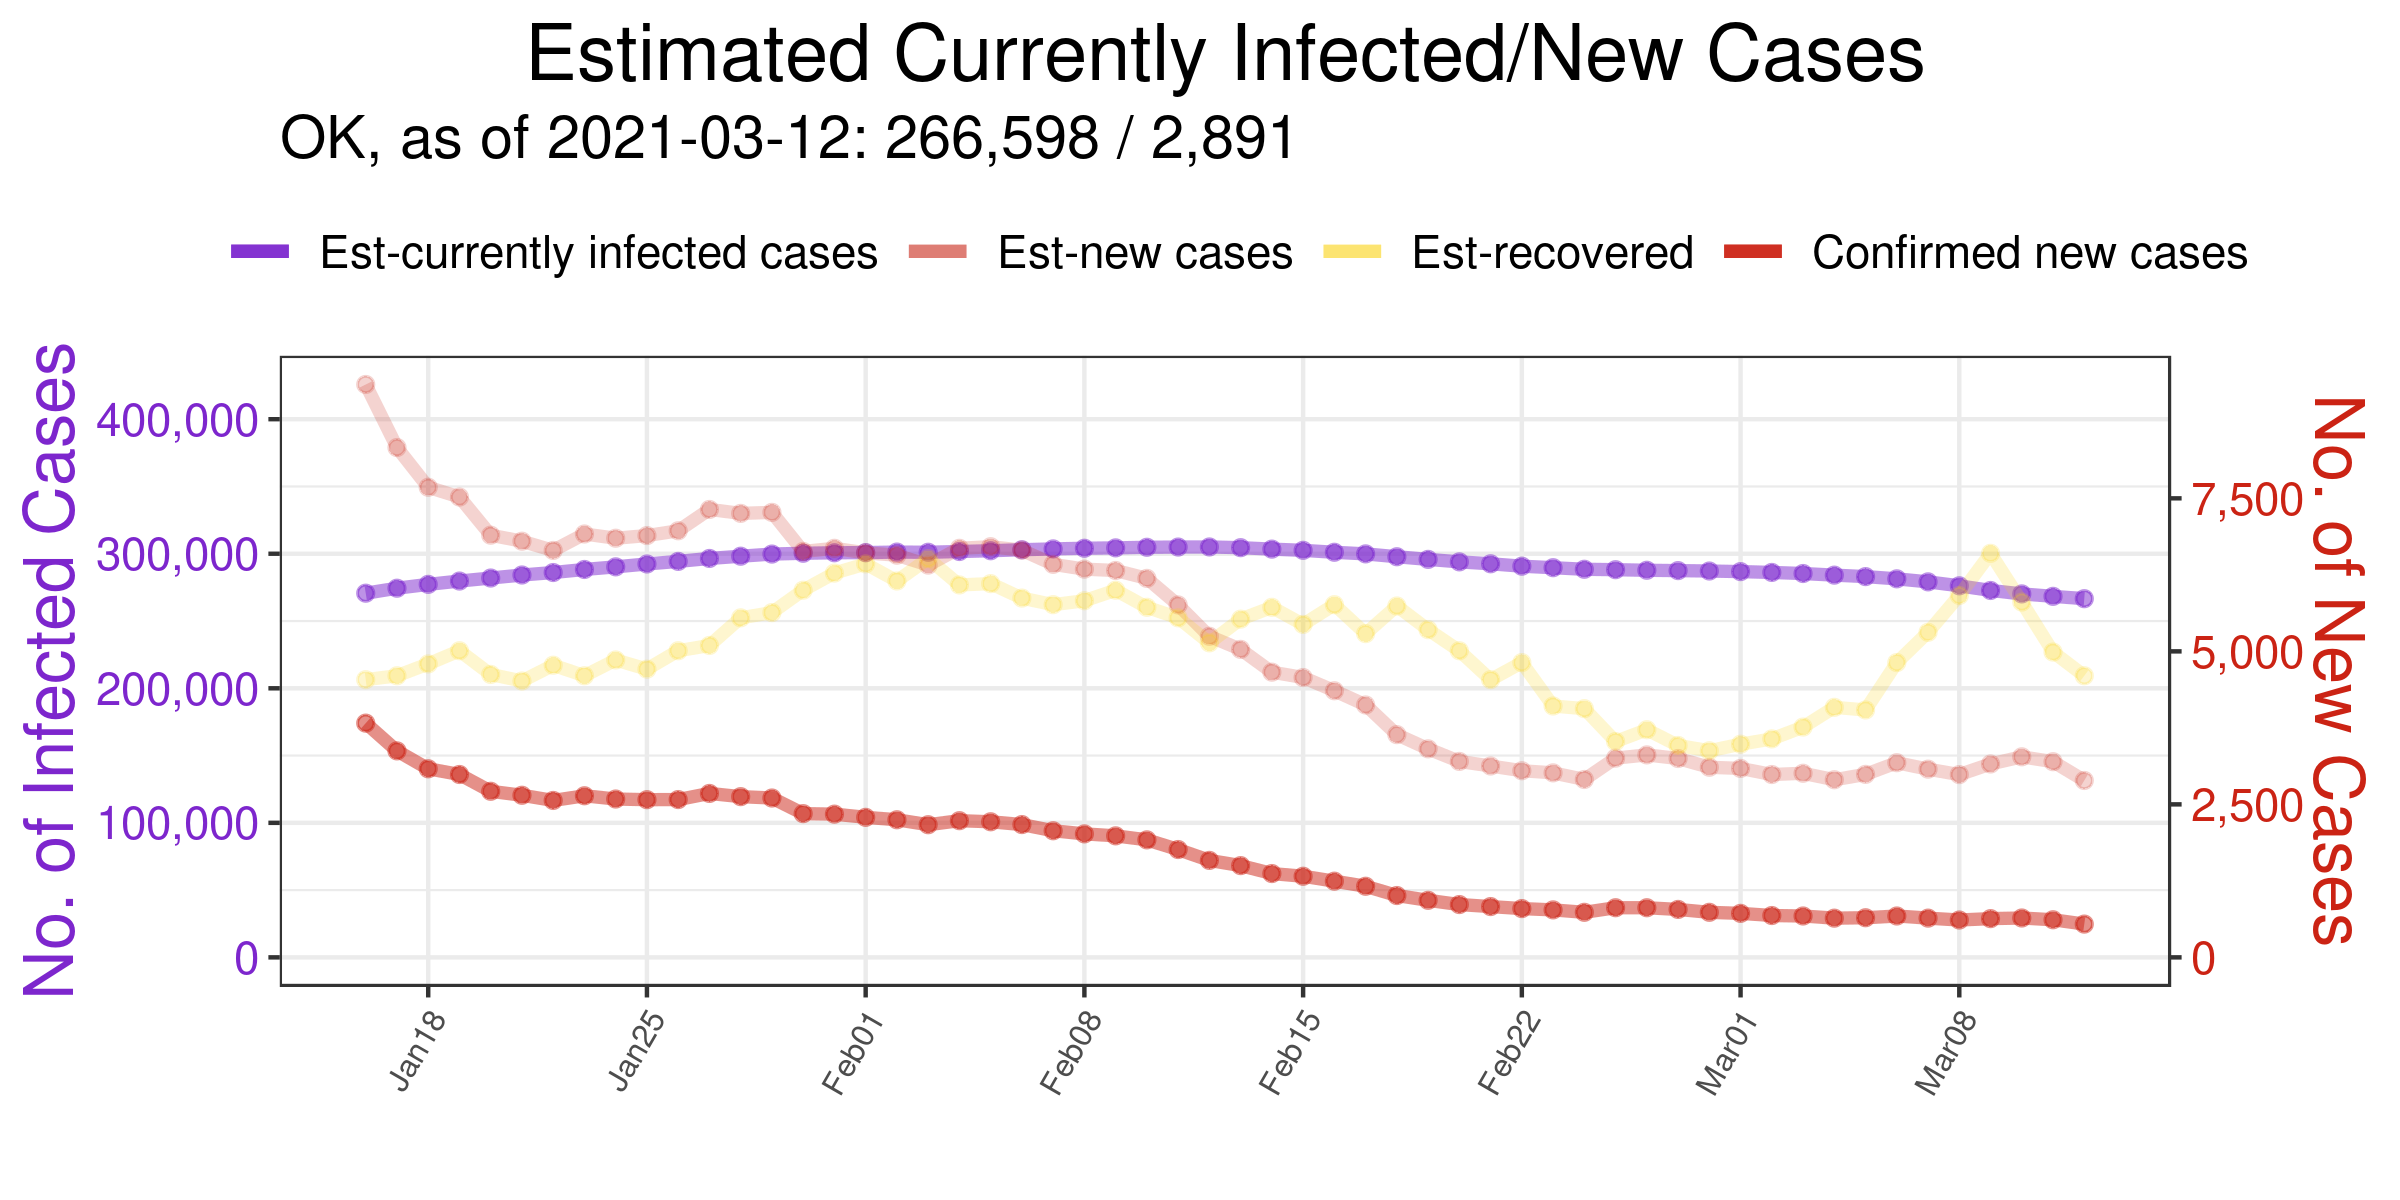 Estimated Currently Infected/New Cases
OK, as of 2021-03-12: 266,598 / 2,891
Est-currently infected cases Est-new cases Est-recovered Confirmed new cases
No. of Infected Cases
400,000
300,000
200,000
100,000
0
7,500
5,000
2,500
0
No. of New Cases
Jan18 Jan25 Feb01 Feb08 Feb15 Feb22 Mar01 Mar08